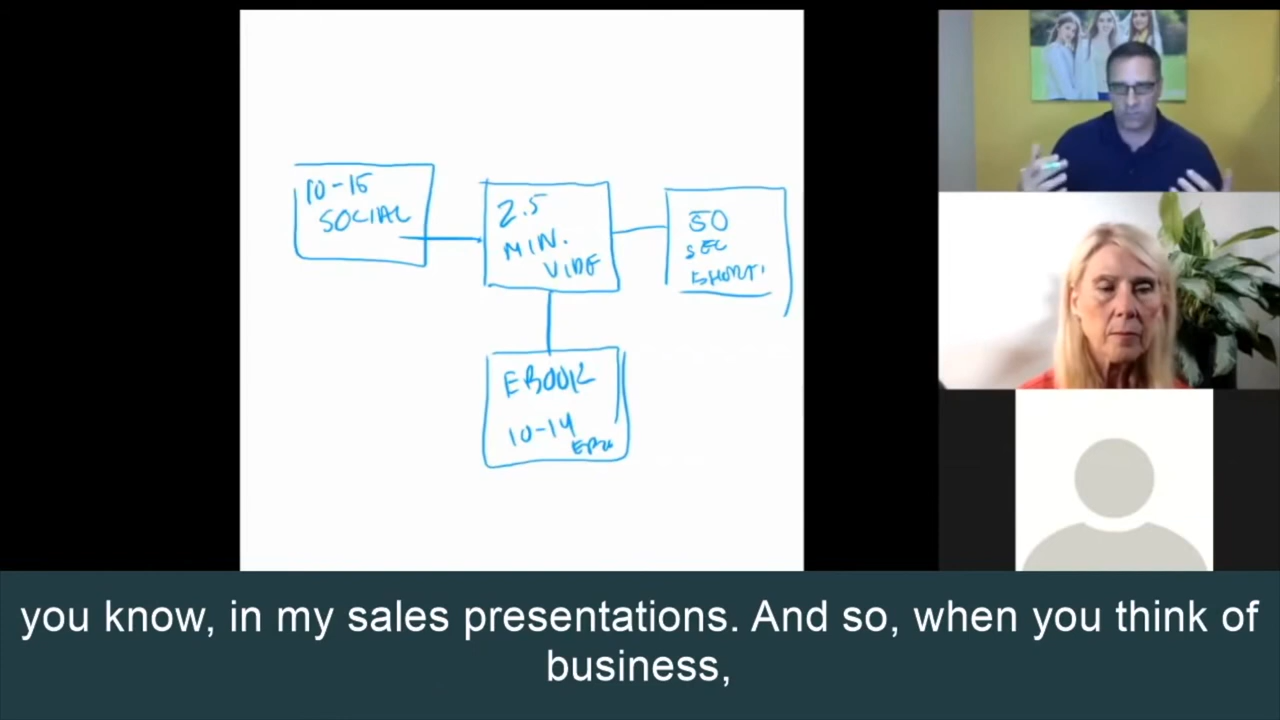 10-15
SOCIAL
2.5
MIN.
VIDE
50
SEC
SHORT
EBOOK
10-14
you know, in my sales presentations. And so, when you think of
business,